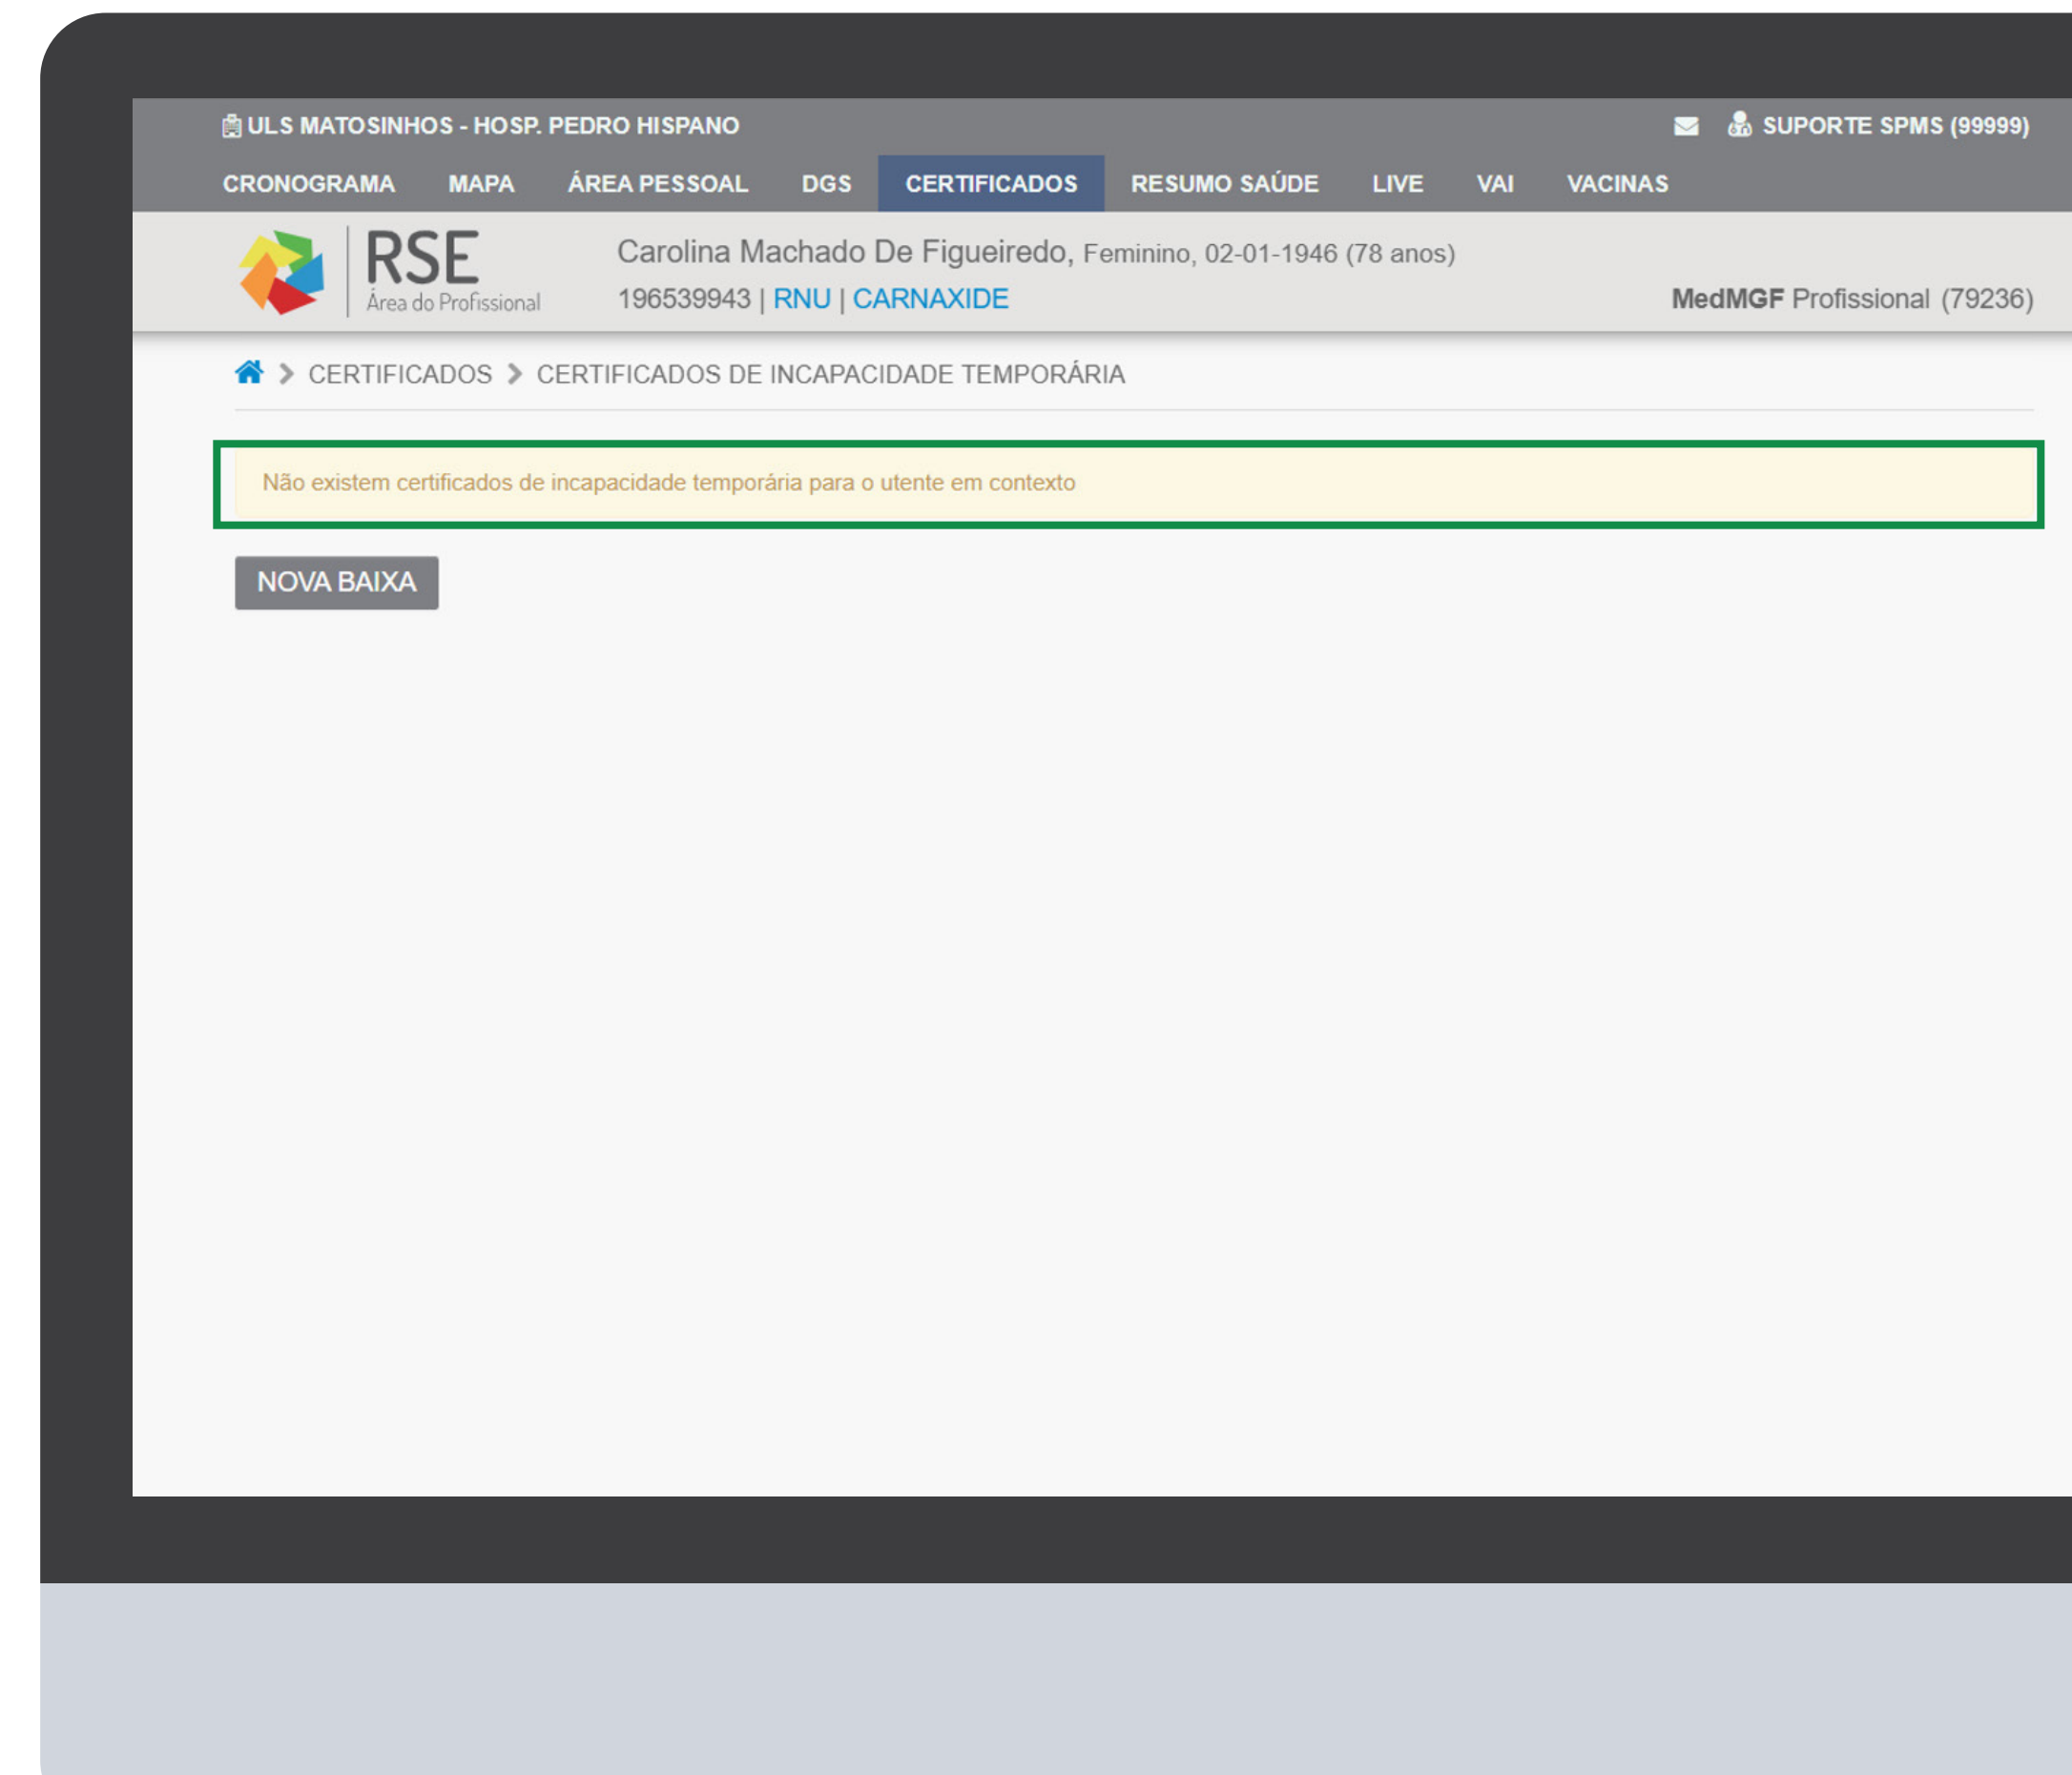 ULS MATOSINHOS - HOSP. PEDRO HISPANO
SUPORTE SPMS (99999)
CRONOGRAMA MAPA ÁREA PESSOAL DGS CERTIFICADOS RESUMO SAÚDE LIVE VAI VACINAS
RSE
Área do Profissional
Carolina Machado De Figueiredo, Feminino, 02-01-1946 (78 anos)
196539943 | RNU | CARNAXIDE
MedMGF Profissional (79236)
CERTIFICADOS > CERTIFICADOS DE INCAPACIDADE TEMPORÁRIA
Não existem certificados de incapacidade temporária para o utente em contexto
NOVA BAIXA